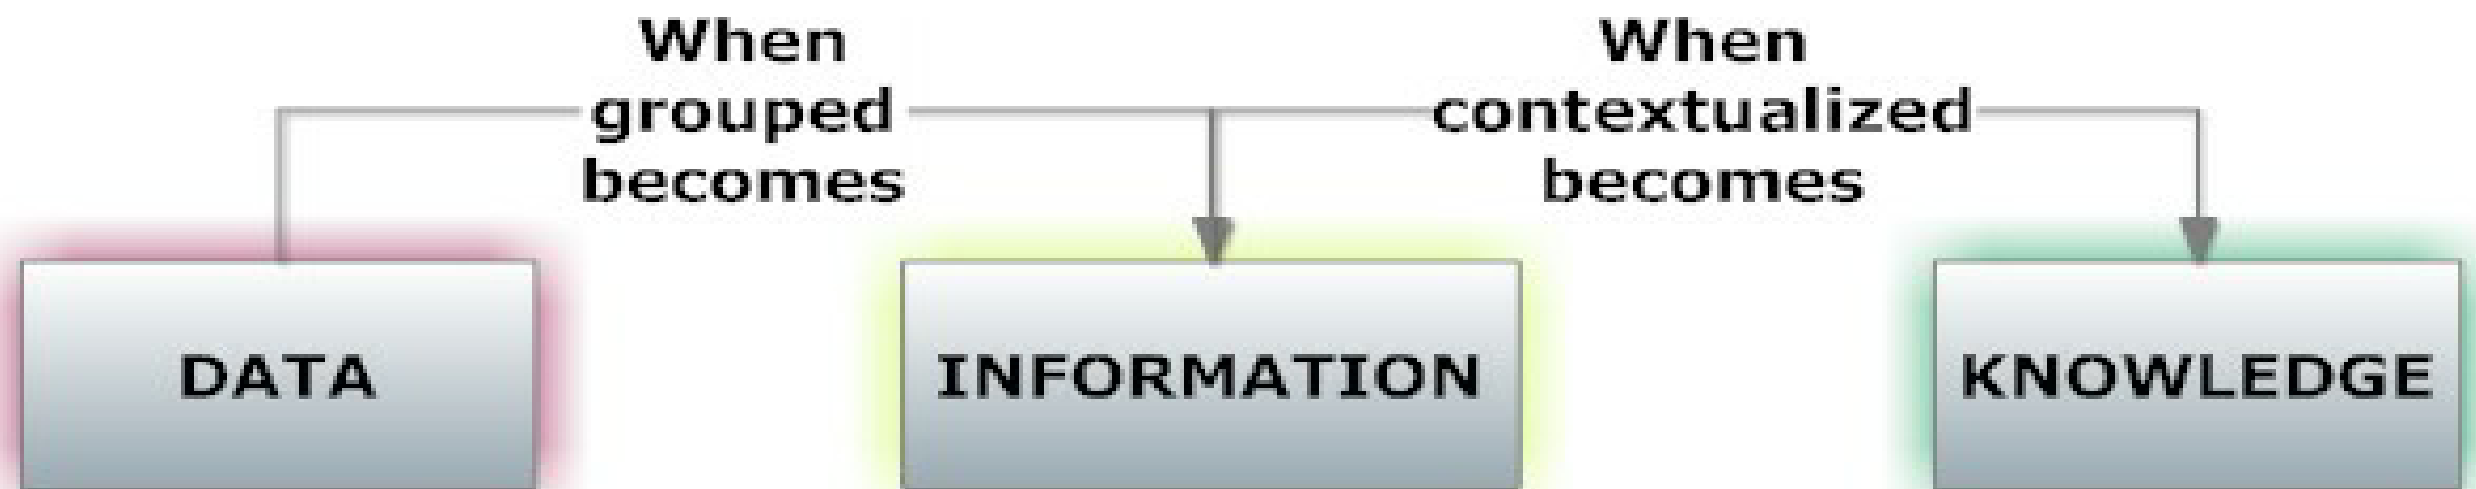 When
grouped
becomes
When
contextualized
becomes
DATA
INFORMATION
KNOWLEDGE